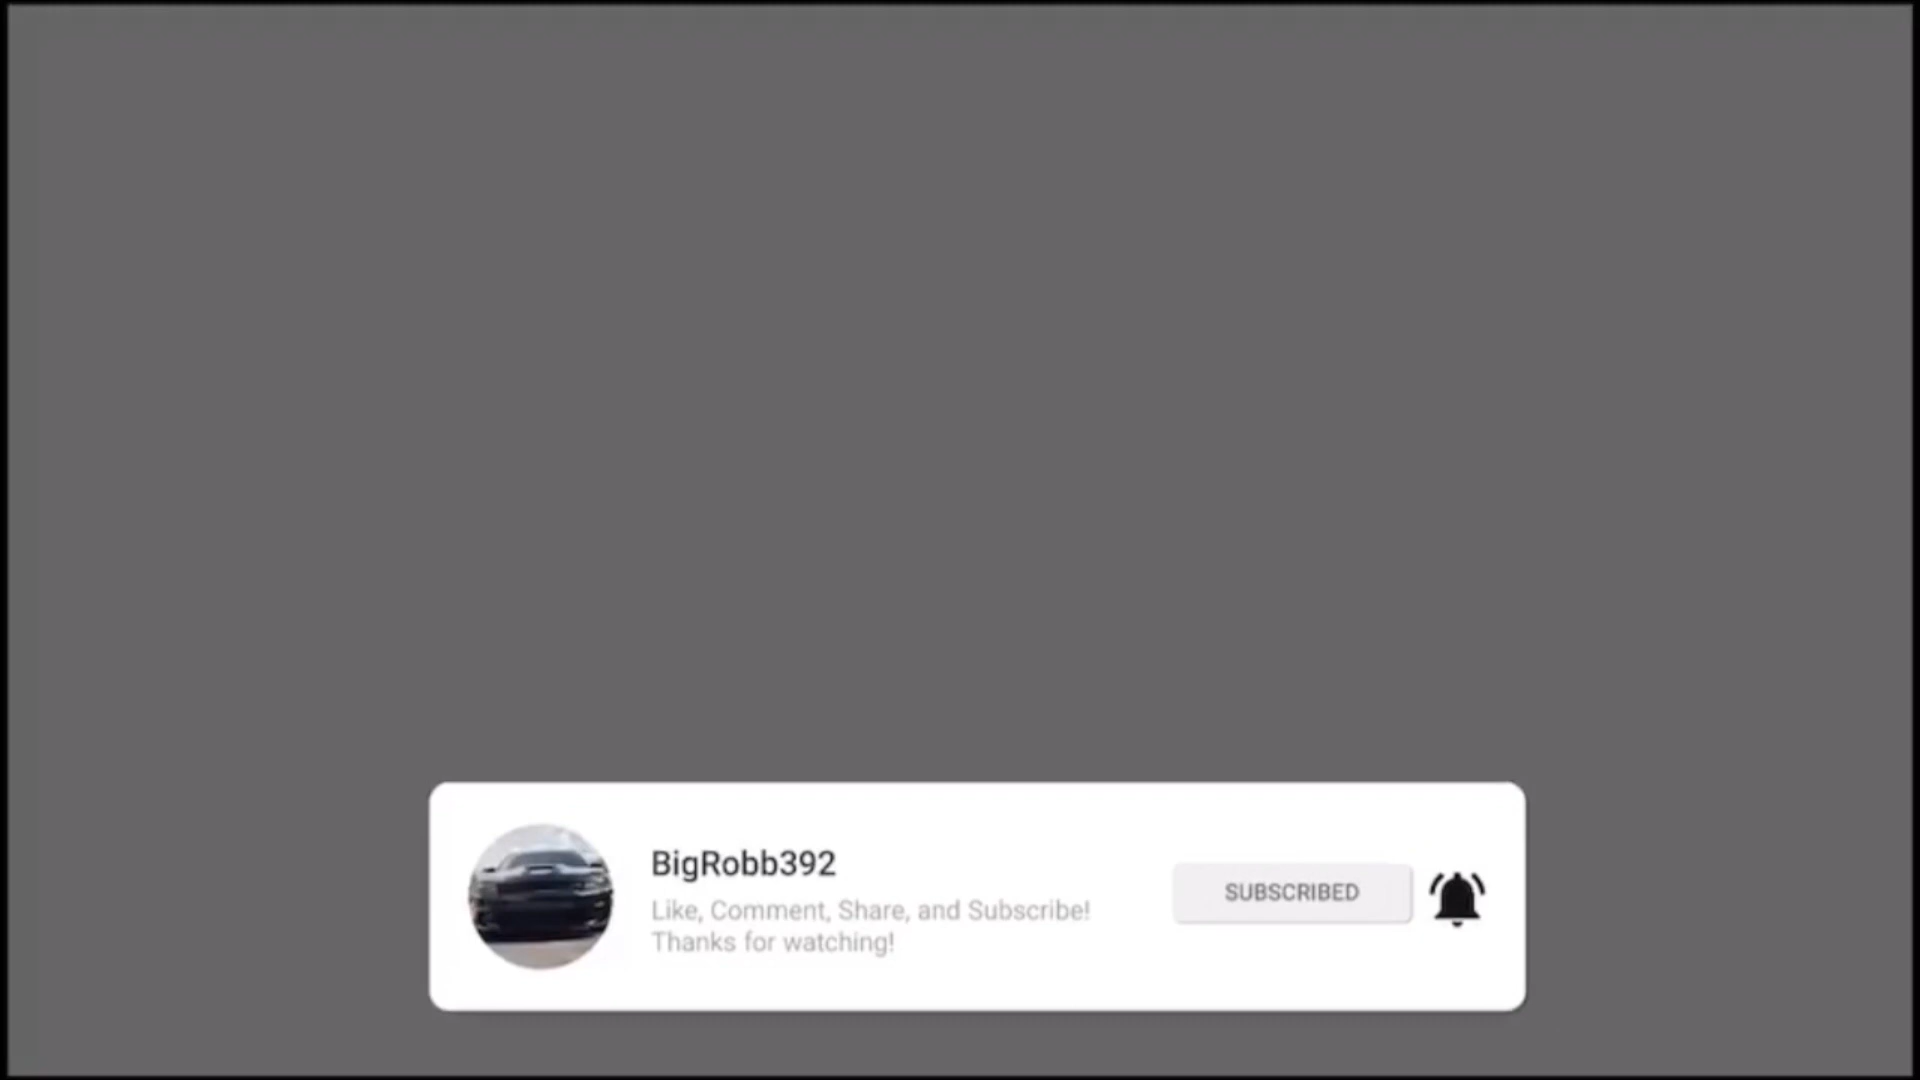 BigRobb392
Like, Comment, Share, and Subscribe!
Thanks for watching!
SUBSCRIBED